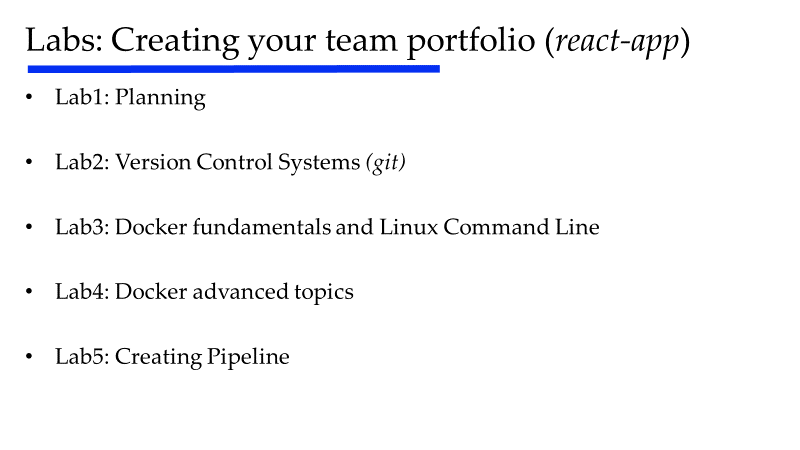 Labs: Creating your team portfolio (react-app)
• Lab1: Planning
• Lab2: Version Control Systems (git)
• Lab3: Docker fundamentals and Linux Command Line
• Lab4: Docker advanced topics
• Lab5: Creating Pipeline